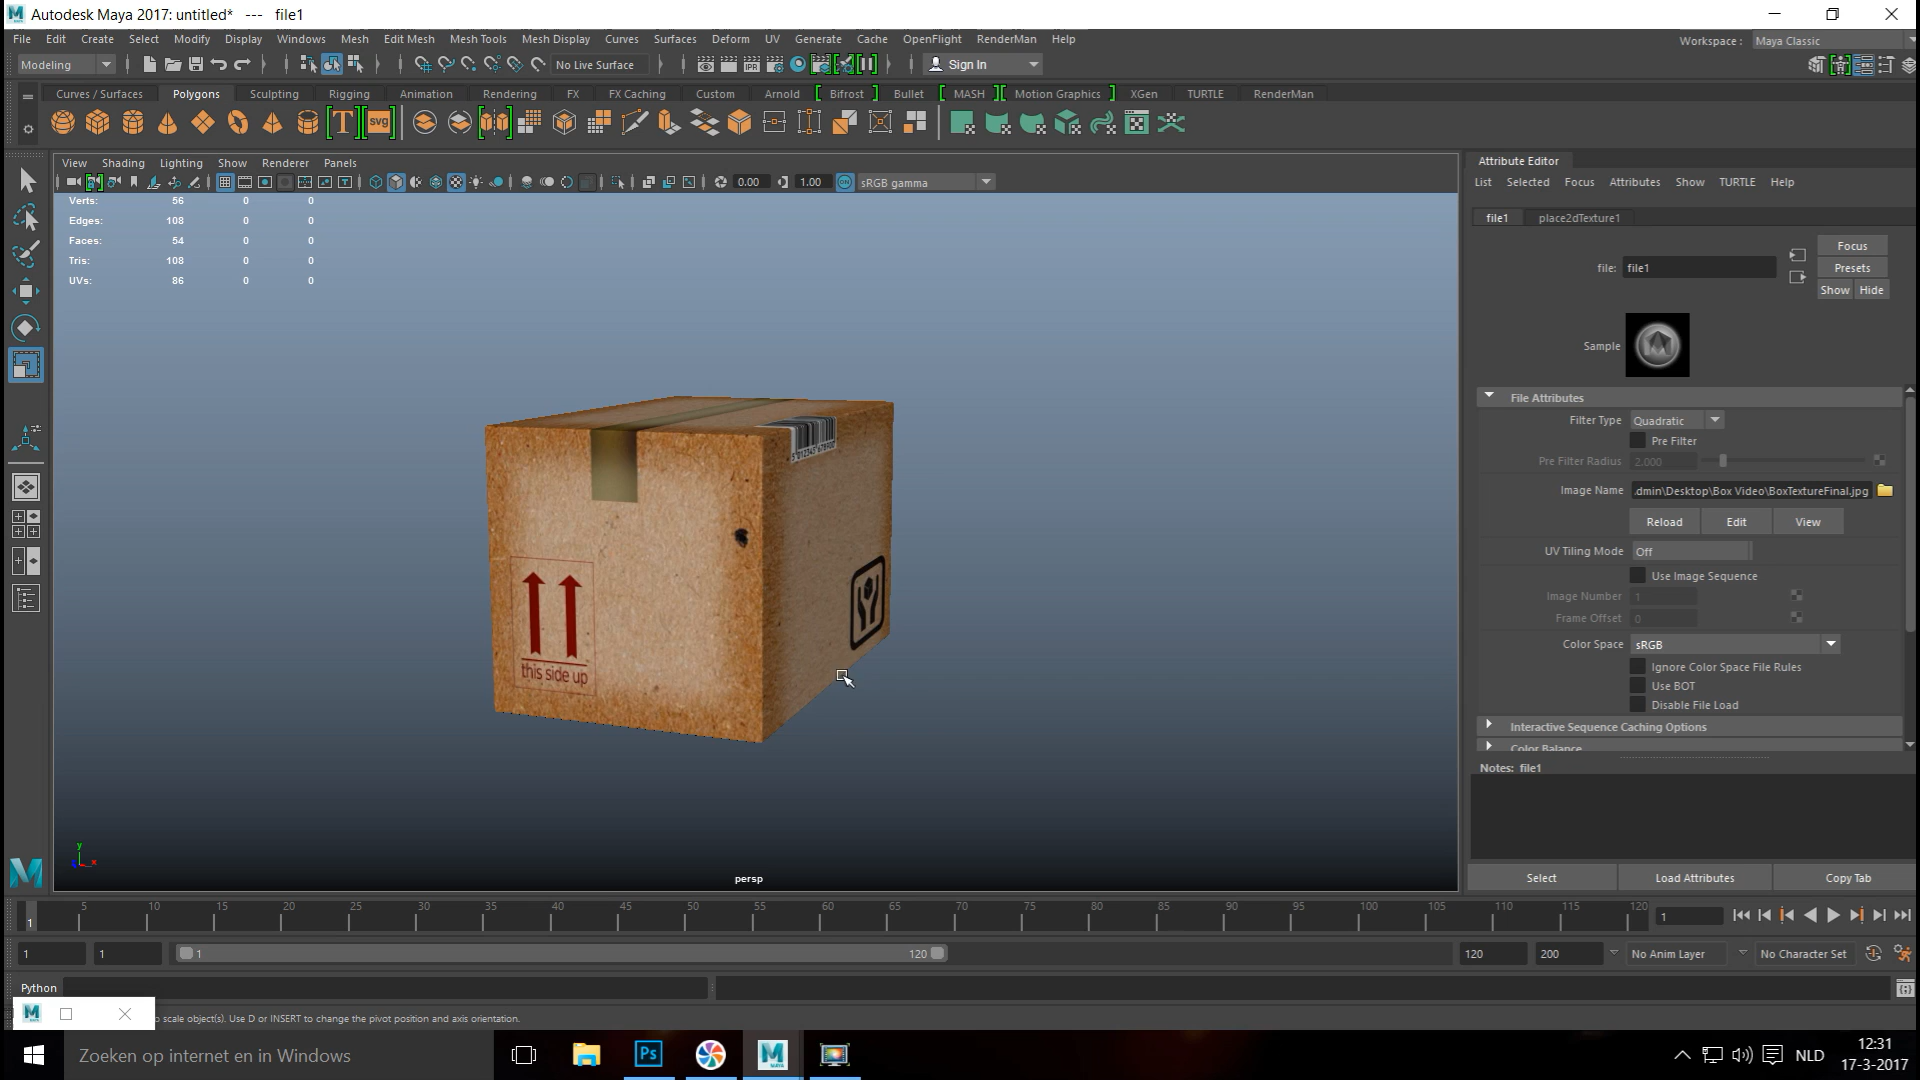 Autodesk Maya 2017: untitled* --- file1
File Edit Create Select Modify Display Windows Mesh Edit Mesh Mesh Tools Mesh Display Curves Surfaces Deform UV Generate Cache OpenFlight RenderMan Help
Workspace : Maya Classic
Modeling No Live Surface IPR Sign In
Curves / Surfaces Polygons Sculpting Rigging Animation Rendering FX FX Caching Custom Arnold Bifrost Bullet MASH Motion Graphics XGen TURTLE RenderMan
T svg
View Shading Lighting Show Renderer Panels
0.00 1.00 ON sRGB gamma
Verts: 56 0 0
Edges: 108 0 0
Faces: 54 0 0
Tris: 108 0 0
UVs: 86 0 0
this side up
y
x
persp
Attribute Editor
List Selected Focus Attributes Show TURTLE Help
file1 place2dTexture1
Focus
file: file1
Presets
Show Hide
Sample
File Attributes
Filter Type Quadratic
Pre Filter
Pre Filter Radius 2.000
Image Name .dmin\Desktop\Box Video\BoxTextureFinal.jpg
Reload Edit View
UV Tiling Mode Off
Use Image Sequence
Image Number 1
Frame Offset 0
Color Space sRGB
Ignore Color Space File Rules
Use BOT
Disable File Load
Interactive Sequence Caching Options
Color Balance
Notes: file1
Select Load Attributes Copy Tab
1 5 10 15 20 25 30 35 40 45 50 55 60 65 70 75 80 85 90 95 100 105 110 115 120 1
1 1 1 120 120 200 No Anim Layer No Character Set
Python
scale object(s). Use D or INSERT to change the pivot position and axis orientation.
Zoeken op internet en in Windows
Ps
NLD
12:31
17-3-2017